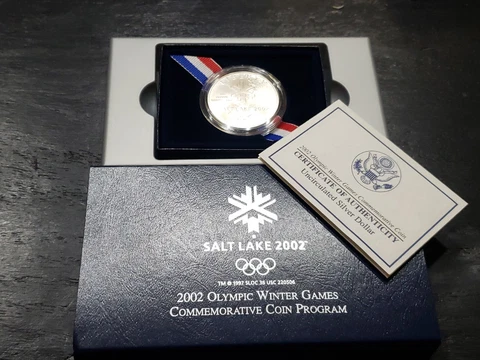 2002 Olympic Winter Games Commemorative Coin
CERTIFICATE OF AUTHENTICITY
Uncirculated Silver Dollar
SALT LAKE 2002
TM © 1997 SLOC 36 USC 220506
2002 OLYMPIC WINTER GAMES
COMMEMORATIVE COIN PROGRAM